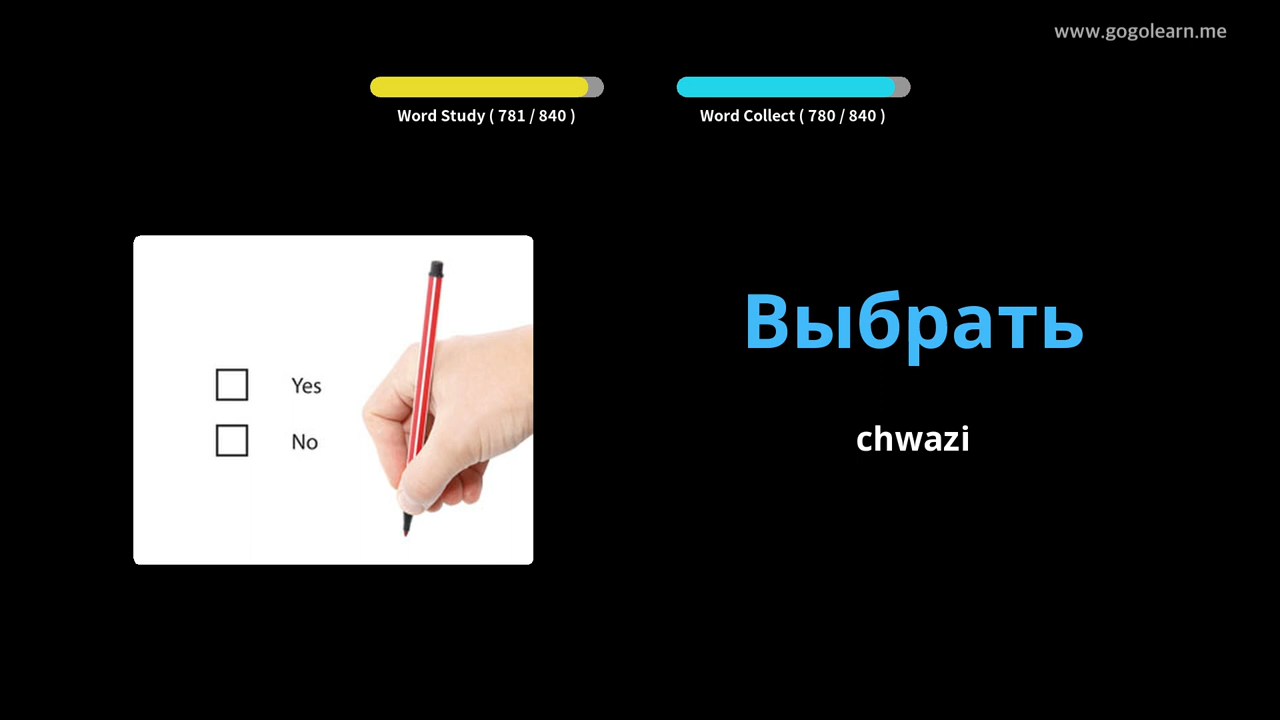 www.gogolearn.me
Word Study ( 781 / 840 )
Word Collect ( 780 / 840 )
Yes
No
Выбрать
chwazi